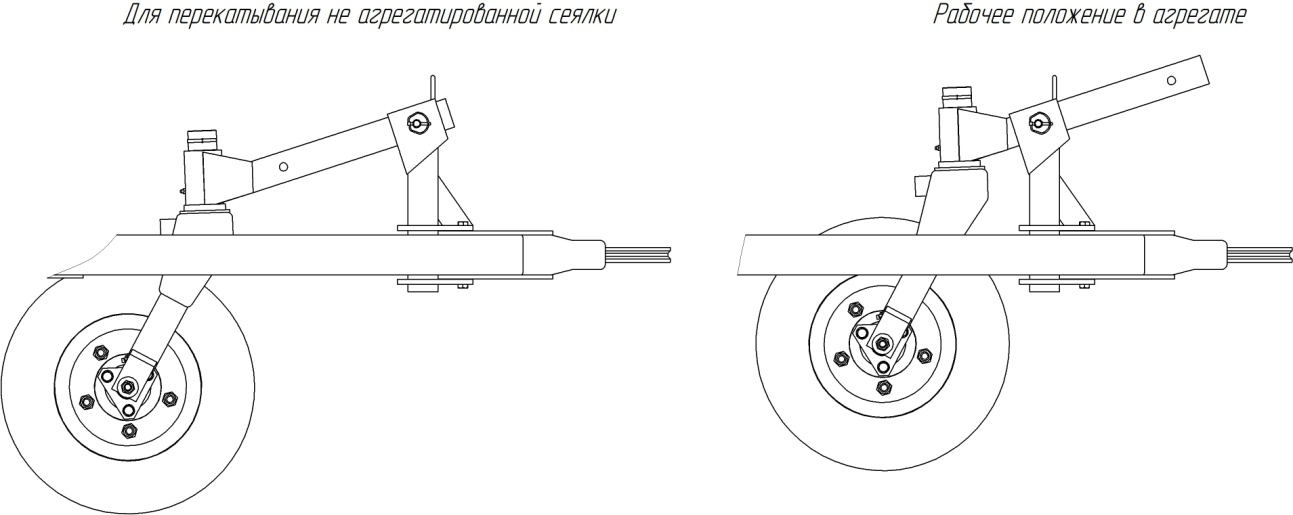 Для перекатывания не агрегатированной сеялки
Рабочее положение в агрегате